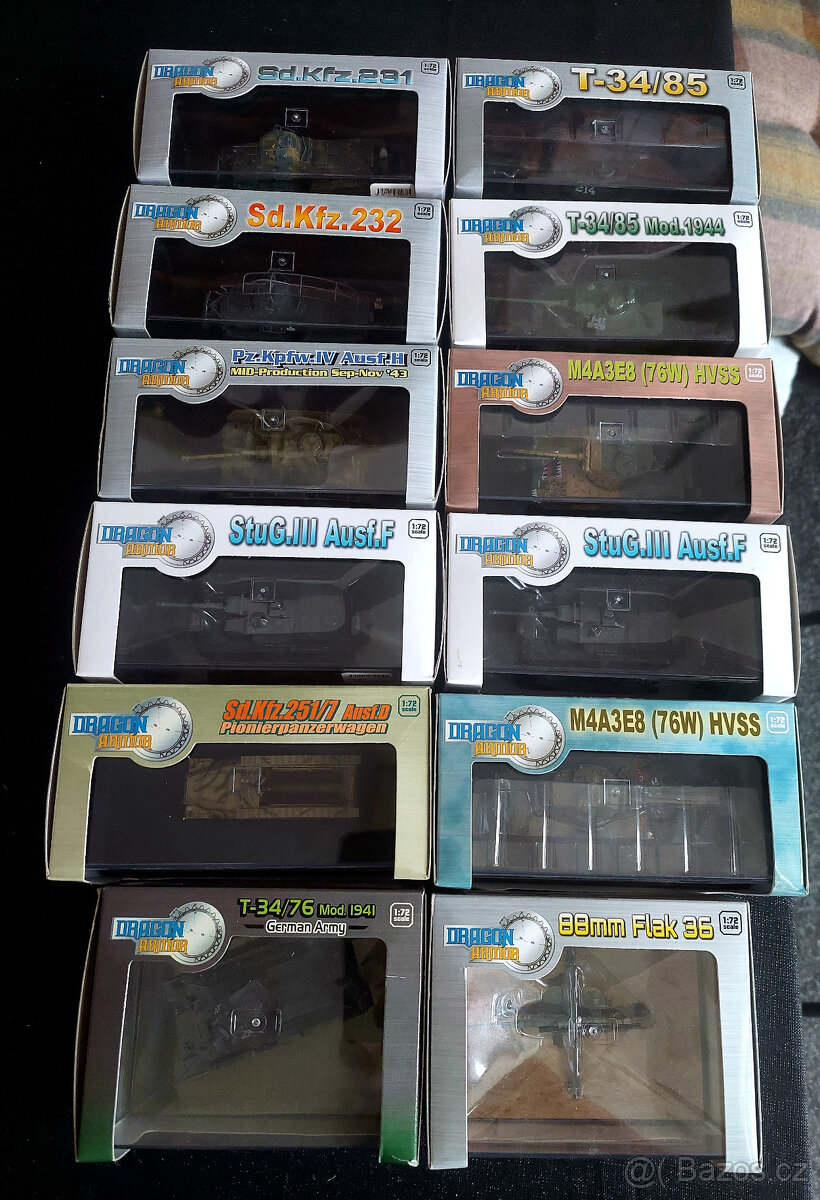 DRAGON
ARMOR
Sd.Kfz.231
1:72
scale
DRAGON
ARMOR
T-34/85
1:72
scale
DRAGON
ARMOR
Sd.Kfz.232
1:72
scale
DRAGON
ARMOR
T-34/85 Mod.1944
1:72
scale
DRAGON
ARMOR
Pz.Kpfw.IV Ausf.H
MID-Production Sep-Nov '43
1:72
scale
DRAGON
ARMOR
M4A3E8 (76W) HVSS
1:72
scale
DRAGON
ARMOR
StuG.III Ausf.F
1:72
scale
DRAGON
ARMOR
StuG.III Ausf.F
1:72
scale
DRAGON
ARMOR
Sd.Kfz.251/7 Ausf.D
Pionierpanzerwagen
1:72
scale
DRAGON
ARMOR
M4A3E8 (76W) HVSS
1:72
scale
DRAGON
ARMOR
T-34/76 Mod. 1941
German Army
1:72
scale
DRAGON
ARMOR
88mm Flak 36
1:72
scale
@( Bazos.cz